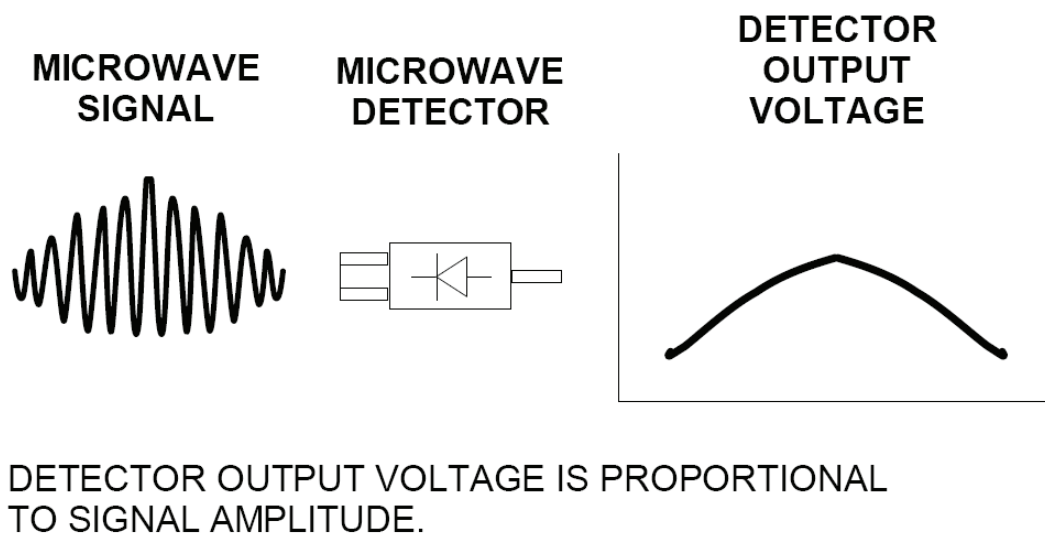 MICROWAVE
SIGNAL
MICROWAVE
DETECTOR
DETECTOR
OUTPUT
VOLTAGE
DETECTOR OUTPUT VOLTAGE IS PROPORTIONAL
TO SIGNAL AMPLITUDE.